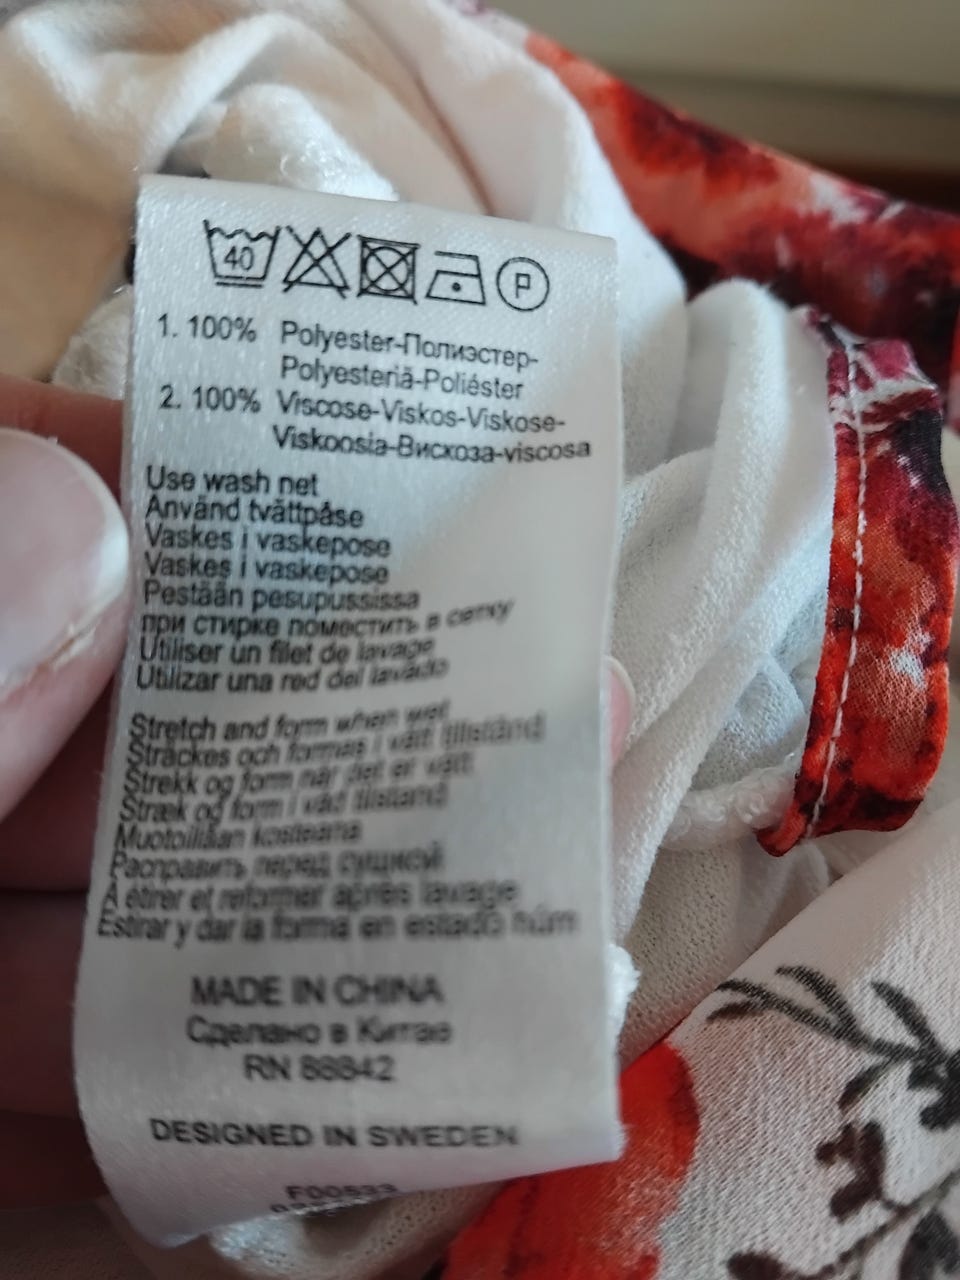 40 P
1. 100% Polyester-Полиэстер-
Polyesteriä-Poliéster
2. 100% Viscose-Viskos-Viskose-
Viskoosia-Вискоза-viscosa
Use wash net
Använd tvättpåse
Vaskes i vaskepose
Vaskes i vaskepose
Pestään pesupussissa
при стирке поместить в сетку
Utiliser un filet de lavage
Utilizar una red del lavado
Stretch and form when wet
Sträckes och formas i vått tillstånd
Strekk og form når det er vått
Stræk og form i våd tilstand
Muotoillaan kosteana
Расправить перед сушкой
À étirer et reformer après lavage
Estirar y dar la forma en estado húm
MADE IN CHINA
Сделано в Китае
RN 88842
DESIGNED IN SWEDEN
F00533